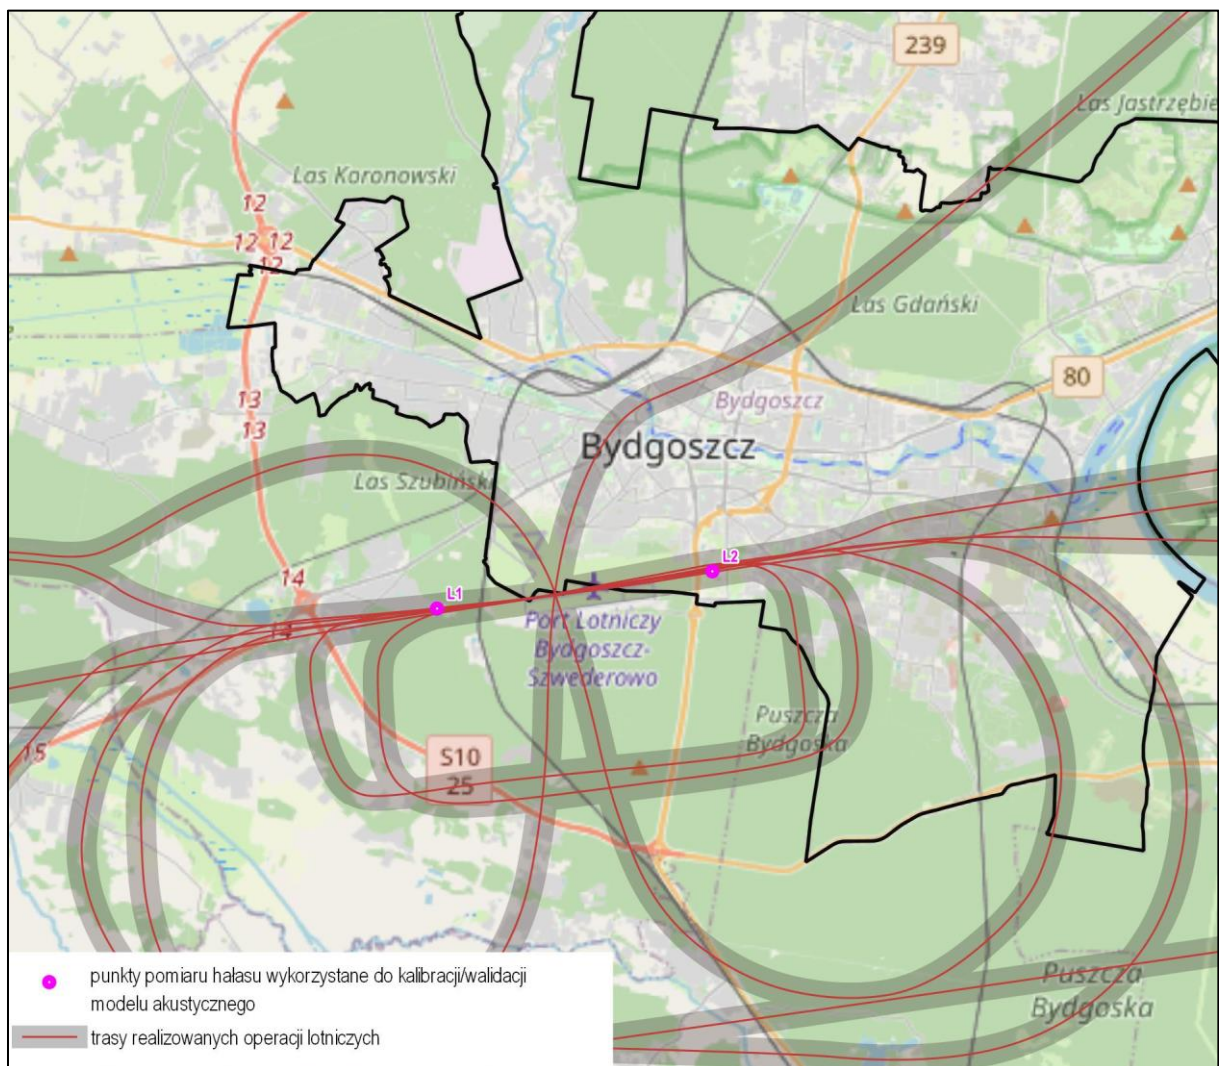 239
Las Jastrzębie
Las Koronowski
12
12
12
12
Las Gdański
80
13
13
Bydgoszcz
Bydgoszcz
Las Szubiński
14
L2
L1
14
Port Lotniczy
Bydgoszcz-
Szwederowo
Puszcza
Bydgoska
15
S10
25
Puszcza
Bydgoska
punkty pomiaru hałasu wykorzystane do kalibracji/walidacji
modelu akustycznego
trasy realizowanych operacji lotniczych